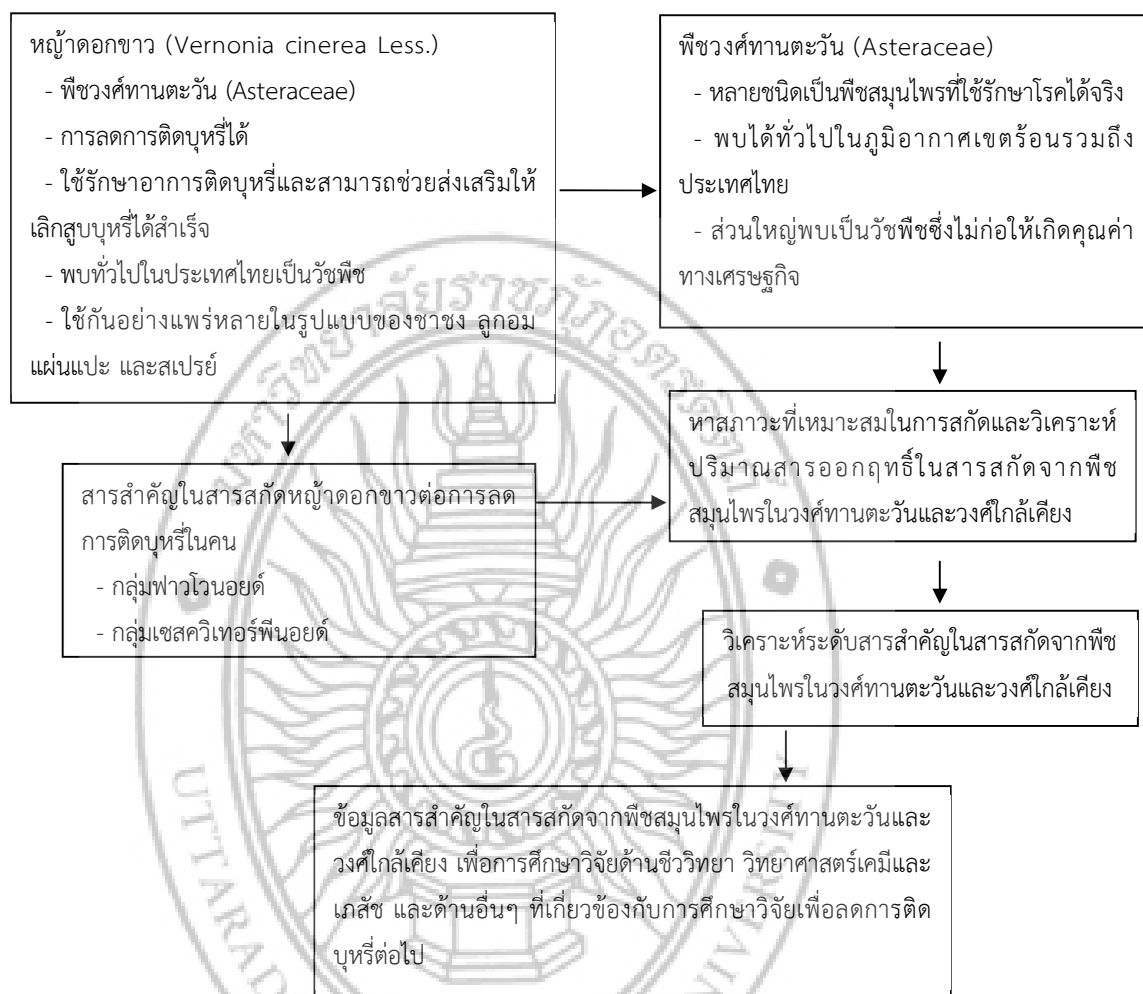 หญ้าดอกขาว (Vernonia cinerea Less.)
- พืชวงศ์ทานตะวัน (Asteraceae)
- การลดการติดบุหรี่ได้
- ใช้รักษาอาการติดบุหรี่และสามารถช่วยส่งเสริมให้
เลิกสูบบุหรี่ได้สำเร็จ
- พบทั่วไปในประเทศไทยเป็นวัชพืช
- ใช้กันอย่างแพร่หลายในรูปแบบของชาชง ลูกอม
แผ่นแปะ และสเปรย์
พืชวงศ์ทานตะวัน (Asteraceae)
- หลายชนิดเป็นพืชสมุนไพรที่ใช้รักษาโรคได้จริง
- พบได้ทั่วไปในภูมิอากาศเขตร้อนรวมถึง
ประเทศไทย
- ส่วนใหญ่พบเป็นวัชพืชซึ่งไม่ก่อให้เกิดคุณค่า
ทางเศรษฐกิจ
สารสำคัญในสารสกัดหญ้าดอกขาวต่อการลด
การติดบุหรี่ในคน
- กลุ่มฟาวโวนอยด์
- กลุ่มเซสควิเทอร์พีนอยด์
หาสภาวะที่เหมาะสมในการสกัดและวิเคราะห์
ปริมาณสารออกฤทธิ์ในสารสกัดจากพืช
สมุนไพรในวงศ์ทานตะวันและวงศ์ใกล้เคียง
วิเคราะห์ระดับสารสำคัญในสารสกัดจากพืช
สมุนไพรในวงศ์ทานตะวันและวงศ์ใกล้เคียง
ข้อมูลสารสำคัญในสารสกัดจากพืชสมุนไพรในวงศ์ทานตะวันและ
วงศ์ใกล้เคียง เพื่อการศึกษาวิจัยด้านชีววิทยา วิทยาศาสตร์เคมีและ
เภสัช และด้านอื่นๆ ที่เกี่ยวข้องกับการศึกษาวิจัยเพื่อลดการติด
บุหรี่ต่อไป
มหาวิทยาลัยราชภัฏอุตรดิตถ์
UTTARAD
UNIVERSITY